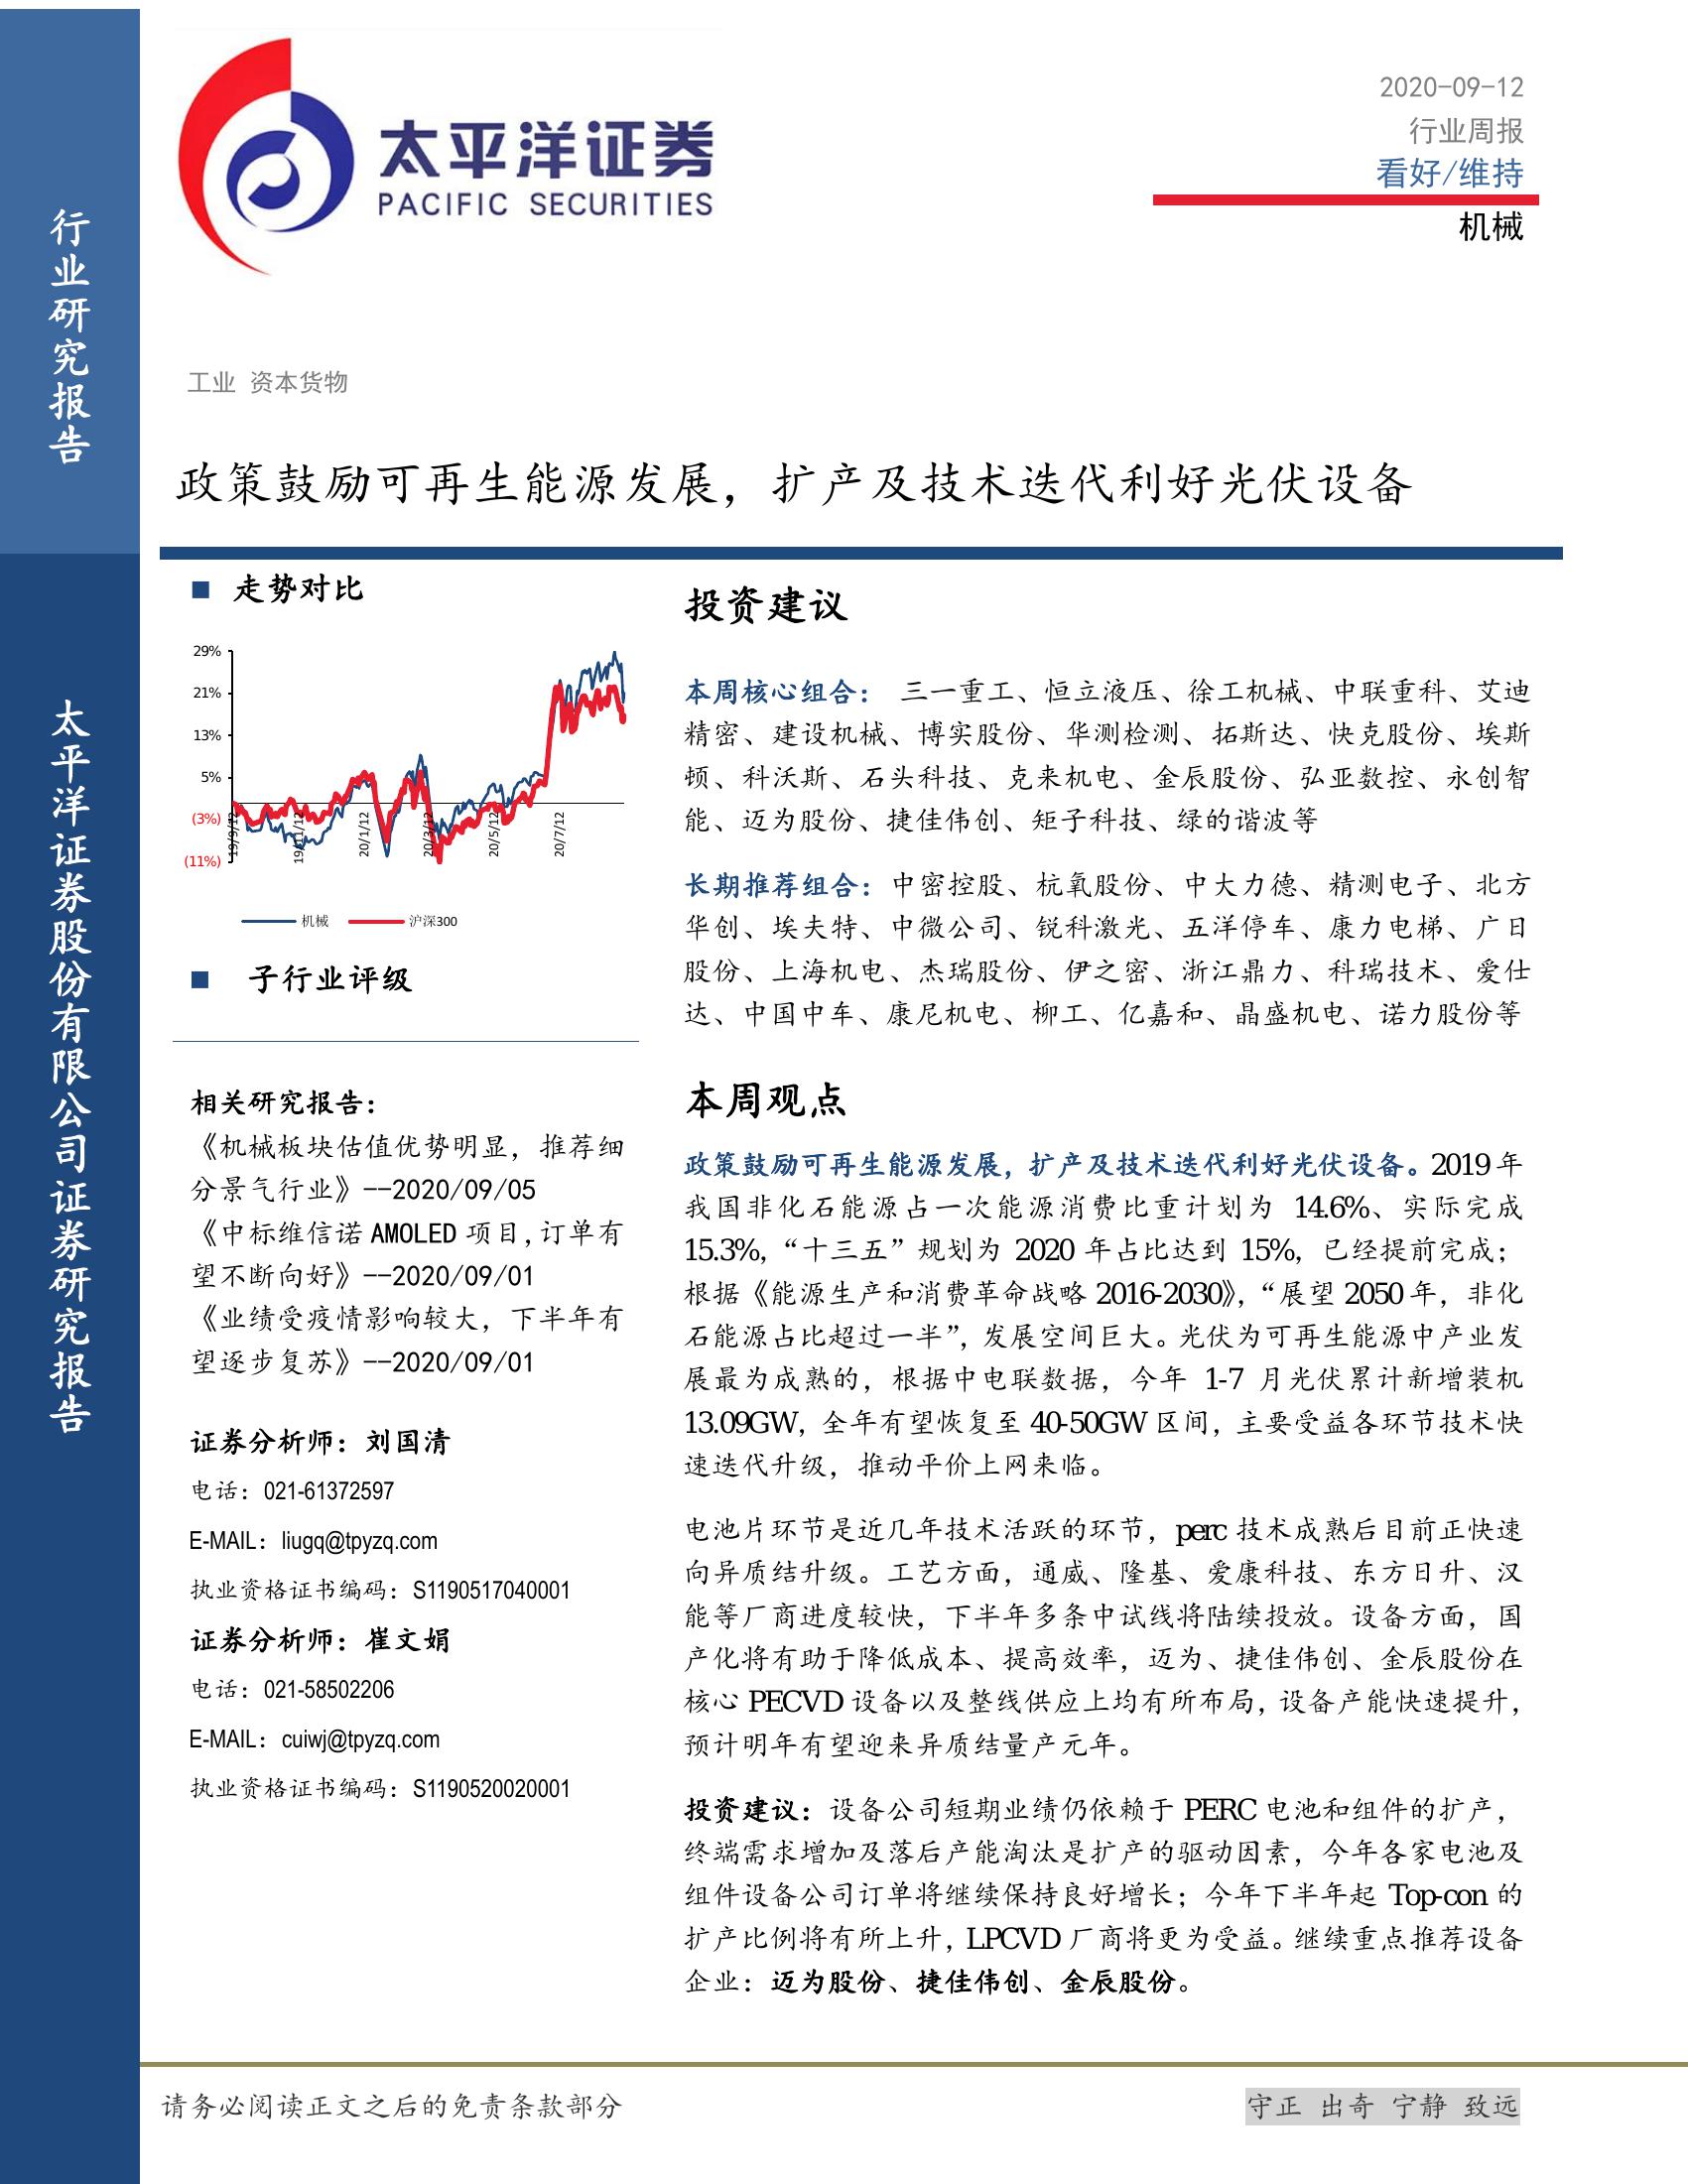 行业研究报告
太平洋证券股份有限公司证券研究报告
太平洋证券
PACIFIC SECURITIES
2020-09-12
行业周报
看好/维持
机械
工业 资本货物
政策鼓励可再生能源发展，扩产及技术迭代利好光伏设备
■ 走势对比
29%
21%
13%
5%
(3%)
(11%)
19/9/12
19/11/12
20/1/12
20/3/12
20/5/12
20/7/12
机械 沪深300
■ 子行业评级
相关研究报告：
《机械板块估值优势明显，推荐细
分景气行业》--2020/09/05
《中标维信诺 AMOLED 项目,订单有
望不断向好》--2020/09/01
《业绩受疫情影响较大，下半年有
望逐步复苏》--2020/09/01
证券分析师：刘国清
电话：021-61372597
E-MAIL：liugq@tpyzq.com
执业资格证书编码：S1190517040001
证券分析师：崔文娟
电话：021-58502206
E-MAIL：cuiwj@tpyzq.com
执业资格证书编码：S1190520020001
投资建议
本周核心组合： 三一重工、恒立液压、徐工机械、中联重科、艾迪
精密、建设机械、博实股份、华测检测、拓斯达、快克股份、埃斯
顿、科沃斯、石头科技、克来机电、金辰股份、弘亚数控、永创智
能、迈为股份、捷佳伟创、矩子科技、绿的谐波等
长期推荐组合：中密控股、杭氧股份、中大力德、精测电子、北方
华创、埃夫特、中微公司、锐科激光、五洋停车、康力电梯、广日
股份、上海机电、杰瑞股份、伊之密、浙江鼎力、科瑞技术、爱仕
达、中国中车、康尼机电、柳工、亿嘉和、晶盛机电、诺力股份等
本周观点
政策鼓励可再生能源发展，扩产及技术迭代利好光伏设备。2019 年
我国非化石能源占一次能源消费比重计划为 14.6%、实际完成
15.3%，“十三五”规划为 2020 年占比达到 15%，已经提前完成；
根据《能源生产和消费革命战略 2016-2030》，“展望 2050 年，非化
石能源占比超过一半”，发展空间巨大。光伏为可再生能源中产业发
展最为成熟的，根据中电联数据，今年 1-7 月光伏累计新增装机
13.09GW，全年有望恢复至 40-50GW 区间，主要受益各环节技术快
速迭代升级，推动平价上网来临。
电池片环节是近几年技术活跃的环节，perc 技术成熟后目前正快速
向异质结升级。工艺方面，通威、隆基、爱康科技、东方日升、汉
能等厂商进度较快，下半年多条中试线将陆续投放。设备方面，国
产化将有助于降低成本、提高效率，迈为、捷佳伟创、金辰股份在
核心 PECVD 设备以及整线供应上均有所布局，设备产能快速提升，
预计明年有望迎来异质结量产元年。
投资建议：设备公司短期业绩仍依赖于 PERC 电池和组件的扩产，
终端需求增加及落后产能淘汰是扩产的驱动因素，今年各家电池及
组件设备公司订单将继续保持良好增长；今年下半年起 Top-con 的
扩产比例将有所上升，LPCVD 厂商将更为受益。继续重点推荐设备
企业：迈为股份、捷佳伟创、金辰股份。
请务必阅读正文之后的免责条款部分
守正 出奇 宁静 致远